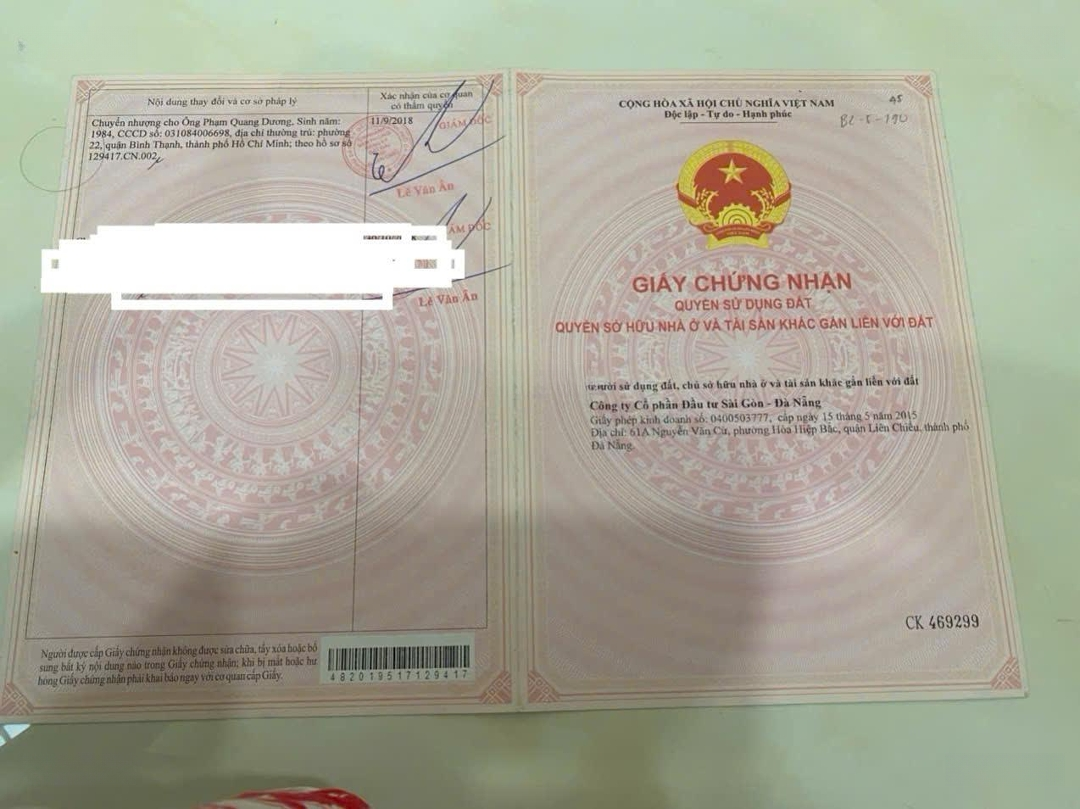 Nội dung thay đổi và cơ sở pháp lý
Xác nhận của cơ quan
có thẩm quyền
Chuyển nhượng cho Ông Phạm Quang Dương, Sinh năm:
1984, CCCD số: 031084006698, địa chỉ thường trú: phường
22, quận Bình Thạnh, thành phố Hồ Chí Minh; theo hồ sơ số
129417.CN.002
11/9/2018
GIÁM ĐỐC
Lê Văn Ân
GIÁM ĐỐC
Lê Văn Ân
Người được cấp Giấy chứng nhận không được sửa chữa, tẩy xóa hoặc bổ
sung bất kỳ nội dung nào trong Giấy chứng nhận; khi bị mất hoặc hư
hỏng Giấy chứng nhận phải khai báo ngay với cơ quan cấp Giấy.
482019517129417
CỘNG HÒA XÃ HỘI CHỦ NGHĨA VIỆT NAM
Độc lập - Tự do - Hạnh phúc
45
BL-5-190
GIẤY CHỨNG NHẬN
QUYỀN SỬ DỤNG ĐẤT
QUYỀN SỞ HỮU NHÀ Ở VÀ TÀI SẢN KHÁC GẮN LIỀN VỚI ĐẤT
người sử dụng đất, chủ sở hữu nhà ở và tài sản khác gắn liền với đất
Công ty Cổ phần Đầu tư Sài Gòn - Đà Nẵng
Giấy phép kinh doanh số: 0400503777, cấp ngày 15 tháng 5 năm 2015
Địa chỉ: 61A Nguyễn Văn Cừ, phường Hòa Hiệp Bắc, quận Liên Chiểu, thành phố
Đà Nẵng.
CK 469299